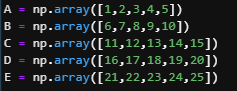 A = np.array([1,2,3,4,5])
B = np.array([6,7,8,9,10])
C = np.array([11,12,13,14,15])
D = np.array([16,17,18,19,20])
E = np.array([21,22,23,24,25])